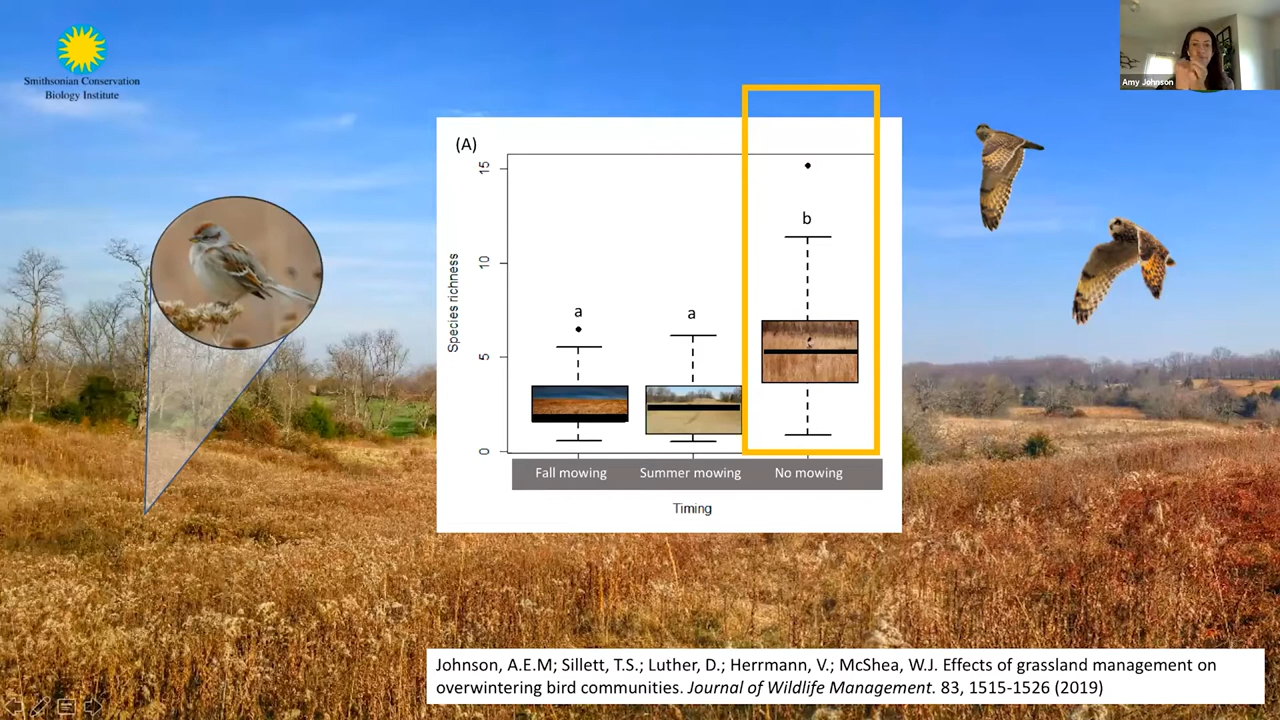 Smithsonian Conservation
Biology Institute
Amy Johnson
(A)
15
10
5
0
Species richness
a
a
b
Fall mowing
Summer mowing
No mowing
Timing
Johnson, A.E.M; Sillett, T.S.; Luther, D.; Herrmann, V.; McShea, W.J. Effects of grassland management on
overwintering bird communities. Journal of Wildlife Management. 83, 1515-1526 (2019)